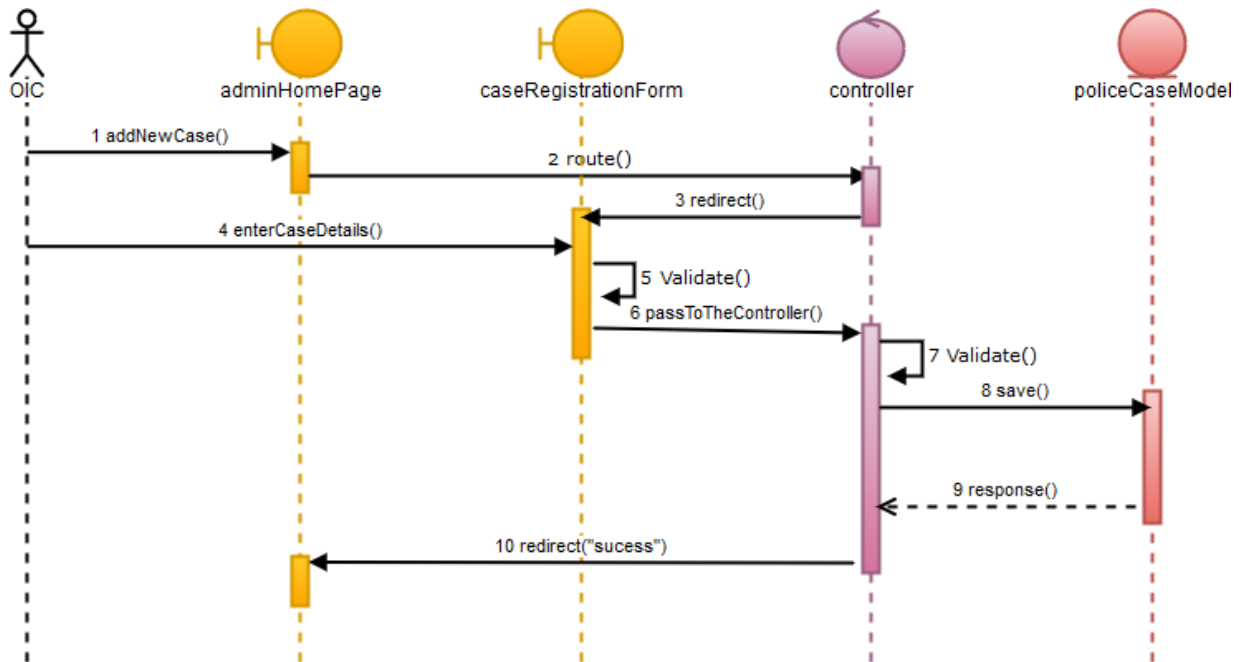 OIC
adminHomePage
caseRegistrationForm
controller
policeCaseModel
1 addNewCase()
2 route()
3 redirect()
4 enterCaseDetails()
5 Validate()
6 passToTheController()
7 Validate()
8 save()
9 response()
10 redirect("sucess")